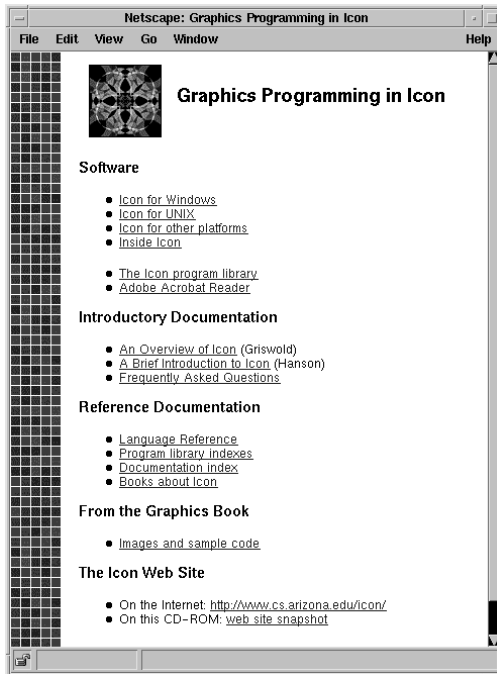 Netscape: Graphics Programming in Icon
File Edit View Go Window Help
Graphics Programming in Icon
Software
Icon for Windows
Icon for UNIX
Icon for other platforms
Inside Icon
The Icon program library
Adobe Acrobat Reader
Introductory Documentation
An Overview of Icon (Griswold)
A Brief Introduction to Icon (Hanson)
Frequently Asked Questions
Reference Documentation
Language Reference
Program library indexes
Documentation index
Books about Icon
From the Graphics Book
Images and sample code
The Icon Web Site
On the Internet: http://www.cs.arizona.edu/icon/
On this CD-ROM: web site snapshot